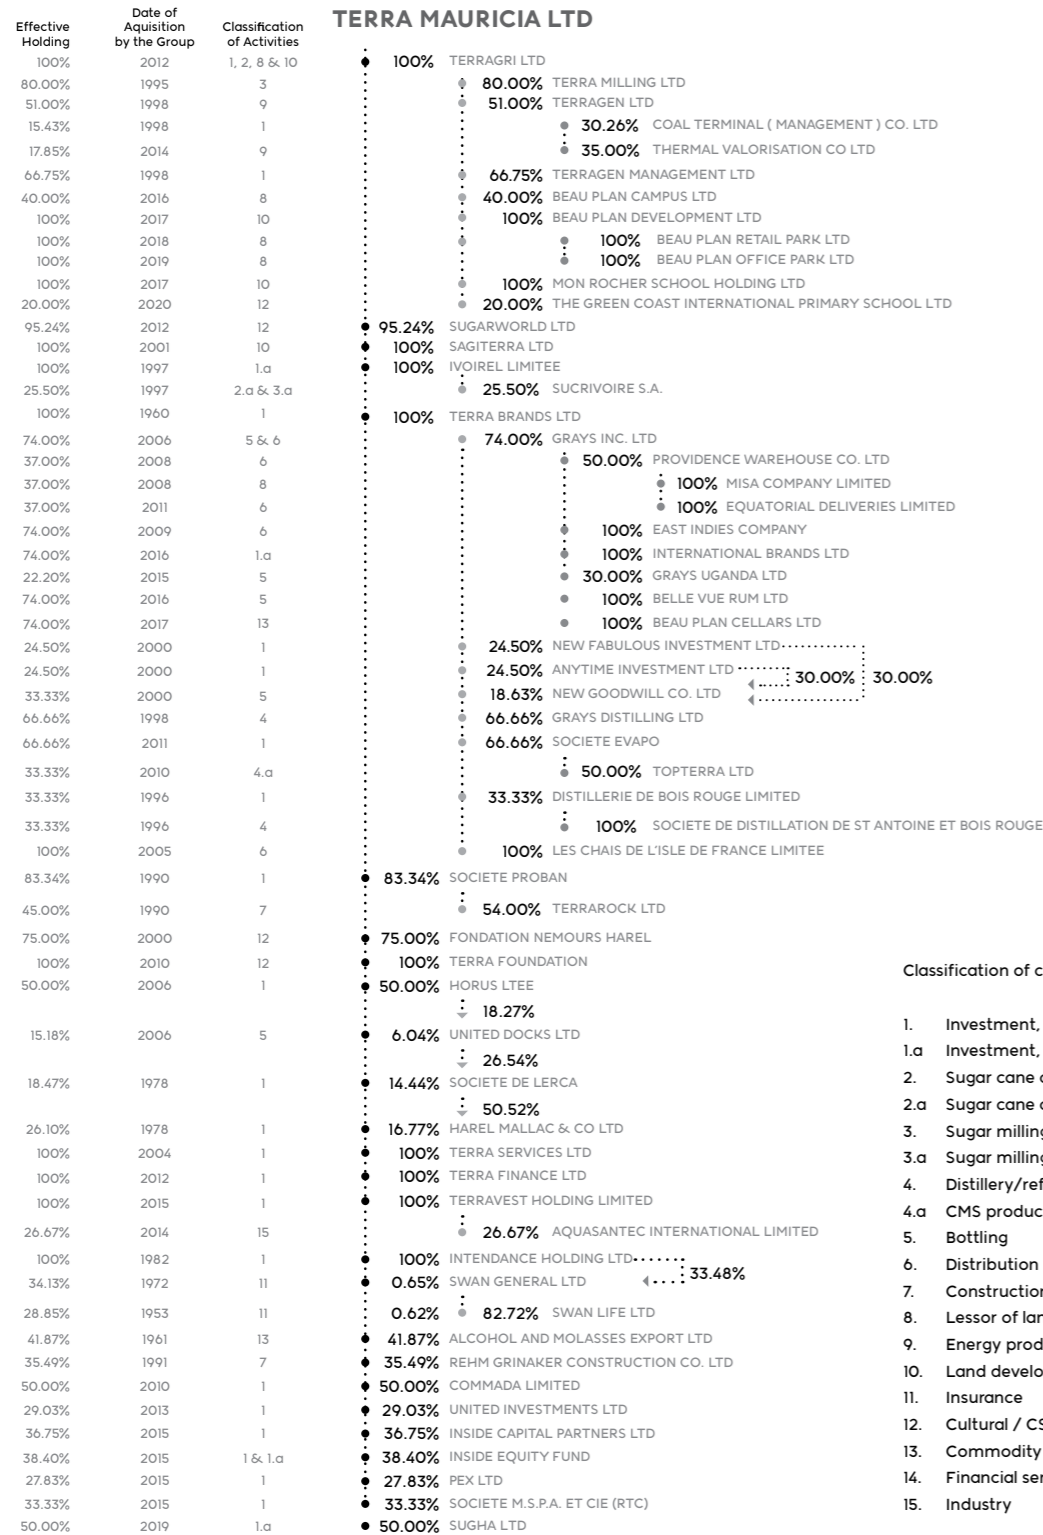 TERRA MAURICIA LTD
Effective Holding Date of Aquisition by the Group Classification of Activities
100% 2012 1, 2, 8 & 10 100% TERRAGRI LTD
80.00% 1995 3 80.00% TERRA MILLING LTD
51.00% 1998 9 51.00% TERRAGEN LTD
15.43% 1998 1 30.26% COAL TERMINAL ( MANAGEMENT ) CO. LTD
17.85% 2014 9 35.00% THERMAL VALORISATION CO LTD
66.75% 1998 1 66.75% TERRAGEN MANAGEMENT LTD
40.00% 2016 8 40.00% BEAU PLAN CAMPUS LTD
100% 2017 10 100% BEAU PLAN DEVELOPMENT LTD
100% 2018 8 100% BEAU PLAN RETAIL PARK LTD
100% 2019 8 100% BEAU PLAN OFFICE PARK LTD
100% 2017 10 100% MON ROCHER SCHOOL HOLDING LTD
20.00% 2020 12 20.00% THE GREEN COAST INTERNATIONAL PRIMARY SCHOOL LTD
95.24% 2012 12 95.24% SUGARWORLD LTD
100% 2001 10 100% SAGITERRA LTD
100% 1997 1.a 100% IVOIREL LIMITEE
25.50% 1997 2.a & 3.a 25.50% SUCRIVOIRE S.A.
100% 1960 1 100% TERRA BRANDS LTD
74.00% 2006 5 & 6 74.00% GRAYS INC. LTD
37.00% 2008 6 50.00% PROVIDENCE WAREHOUSE CO. LTD
37.00% 2008 8 100% MISA COMPANY LIMITED
37.00% 2011 6 100% EQUATORIAL DELIVERIES LIMITED
74.00% 2009 6 100% EAST INDIES COMPANY
74.00% 2016 1.a 100% INTERNATIONAL BRANDS LTD
22.20% 2015 5 30.00% GRAYS UGANDA LTD
74.00% 2016 5 100% BELLE VUE RUM LTD
74.00% 2017 13 100% BEAU PLAN CELLARS LTD
24.50% 2000 1 24.50% NEW FABULOUS INVESTMENT LTD
24.50% 2000 1 24.50% ANYTIME INVESTMENT LTD 30.00% 30.00%
33.33% 2000 5 18.63% NEW GOODWILL CO. LTD
66.66% 1998 4 66.66% GRAYS DISTILLING LTD
66.66% 2011 1 66.66% SOCIETE EVAPO
33.33% 2010 4.a 50.00% TOPTERRA LTD
33.33% 1996 1 33.33% DISTILLERIE DE BOIS ROUGE LIMITED
33.33% 1996 4 100% SOCIETE DE DISTILLATION DE ST ANTOINE ET BOIS ROUGE
100% 2005 6 100% LES CHAIS DE L'ISLE DE FRANCE LIMITEE
83.34% 1990 1 83.34% SOCIETE PROBAN
45.00% 1990 7 54.00% TERRAROCK LTD
75.00% 2000 12 75.00% FONDATION NEMOURS HAREL
100% 2010 12 100% TERRA FOUNDATION
50.00% 2006 1 50.00% HORUS LTEE
18.27%
15.18% 2006 5 6.04% UNITED DOCKS LTD
26.54%
18.47% 1978 1 14.44% SOCIETE DE LERCA
50.52%
26.10% 1978 1 16.77% HAREL MALLAC & CO LTD
100% 2004 1 100% TERRA SERVICES LTD
100% 2012 1 100% TERRA FINANCE LTD
100% 2015 1 100% TERRAVEST HOLDING LIMITED
26.67% 2014 15 26.67% AQUASANTEC INTERNATIONAL LIMITED
100% 1982 1 100% INTENDANCE HOLDING LTD 33.48%
34.13% 1972 11 0.65% SWAN GENERAL LTD
28.85% 1953 11 0.62% 82.72% SWAN LIFE LTD
41.87% 1961 13 41.87% ALCOHOL AND MOLASSES EXPORT LTD
35.49% 1991 7 35.49% REHM GRINAKER CONSTRUCTION CO. LTD
50.00% 2010 1 50.00% COMMADA LIMITED
29.03% 2013 1 29.03% UNITED INVESTMENTS LTD
36.75% 2015 1 36.75% INSIDE CAPITAL PARTNERS LTD
38.40% 2015 1 & 1.a 38.40% INSIDE EQUITY FUND
27.83% 2015 1 27.83% PEX LTD
33.33% 2015 1 33.33% SOCIETE M.S.P.A. ET CIE (RTC)
50.00% 2019 1.a 50.00% SUGHA LTD
Classification of c
1. Investment,
1.a Investment,
2. Sugar cane
2.a Sugar cane
3. Sugar milling
3.a Sugar milling
4. Distillery/ref
4.a CMS produc
5. Bottling
6. Distribution
7. Construction
8. Lessor of lan
9. Energy prod
10. Land develo
11. Insurance
12. Cultural / CS
13. Commodity
14. Financial ser
15. Industry